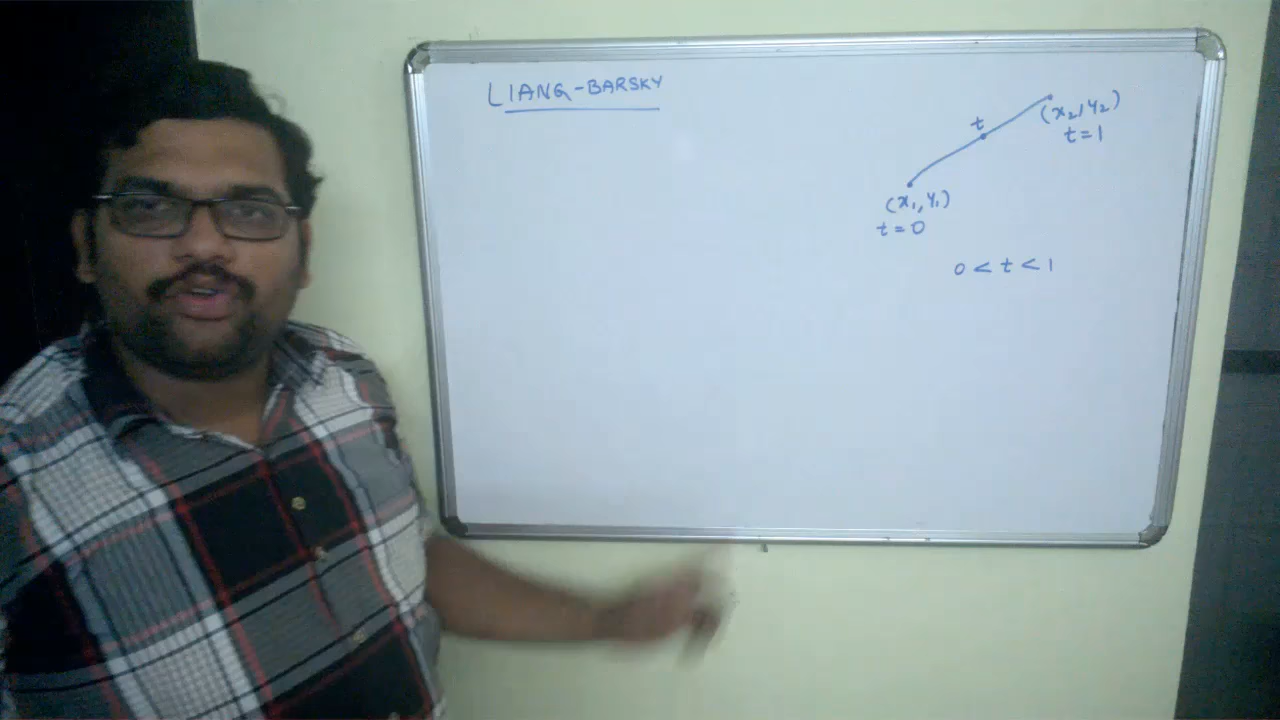 LIANG-BARSKY
t
(x₂,y₂)
t=1
(x₁,y₁)
t=0
0<t<1